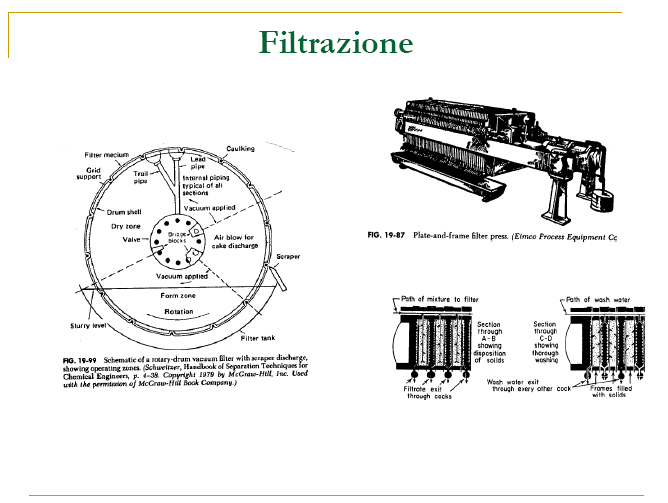 Filtrazione
Caulking
Filter medium
Lead
pipe
Grid
support
Trail
pipe
Internal piping
typical of all
sections
Vacuum applied
Drum shell
Dry zone
Valve
Bridge
blocks
Air blow for
cake discharge
Scraper
Vacuum applied
Form zone
Rotation
Slurry level
Filter tank
FIG. 19-99 Schematic of a rotary-drum vacuum filter with scraper discharge,
showing operating zones. (Schweitzer, Handbook of Separation Techniques for
Chemical Engineers, p. 4-38. Copyright 1979 by McGraw-Hill, Inc. Used
with the permission of McGraw-Hill Book Company.)
FIG. 19-87 Plate-and-frame filter press. (Eimco Process Equipment Co
Path of mixture to filter
Path of wash water
Section
through
A-B
showing
disposition
of solids
Section
through
C-D
showing
thorough
washing
Filtrate exit
through cocks
Wash water exit
through every other cock
Frames filled
with solids